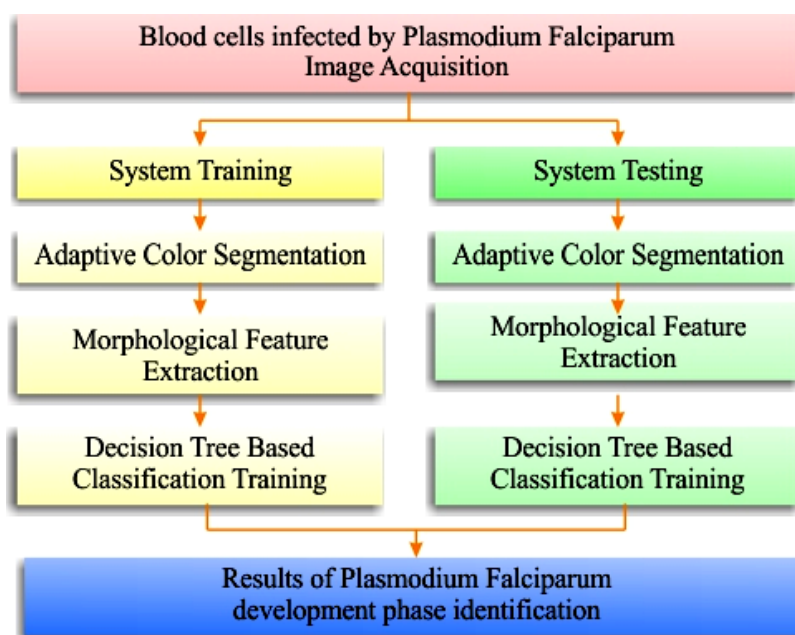 Blood cells infected by Plasmodium Falciparum
Image Acquisition
System Training
System Testing
Adaptive Color Segmentation
Adaptive Color Segmentation
Morphological Feature
Extraction
Morphological Feature
Extraction
Decision Tree Based
Classification Training
Decision Tree Based
Classification Training
Results of Plasmodium Falciparum
development phase identification